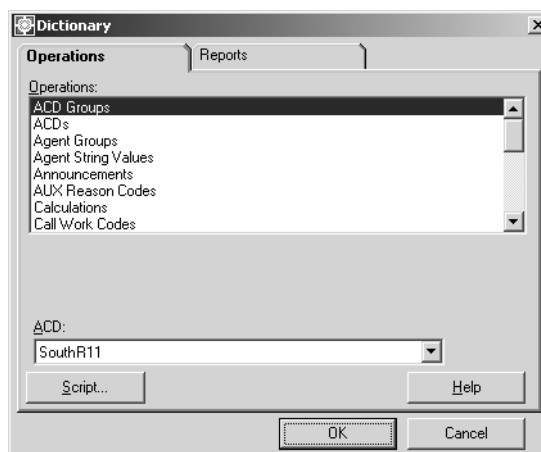 Dictionary
Operations
Reports
Operations:
ACD Groups
ACDs
Agent Groups
Agent String Values
Announcements
AUX Reason Codes
Calculations
Call Work Codes
ACD:
SouthR11
Script...
Help
OK
Cancel